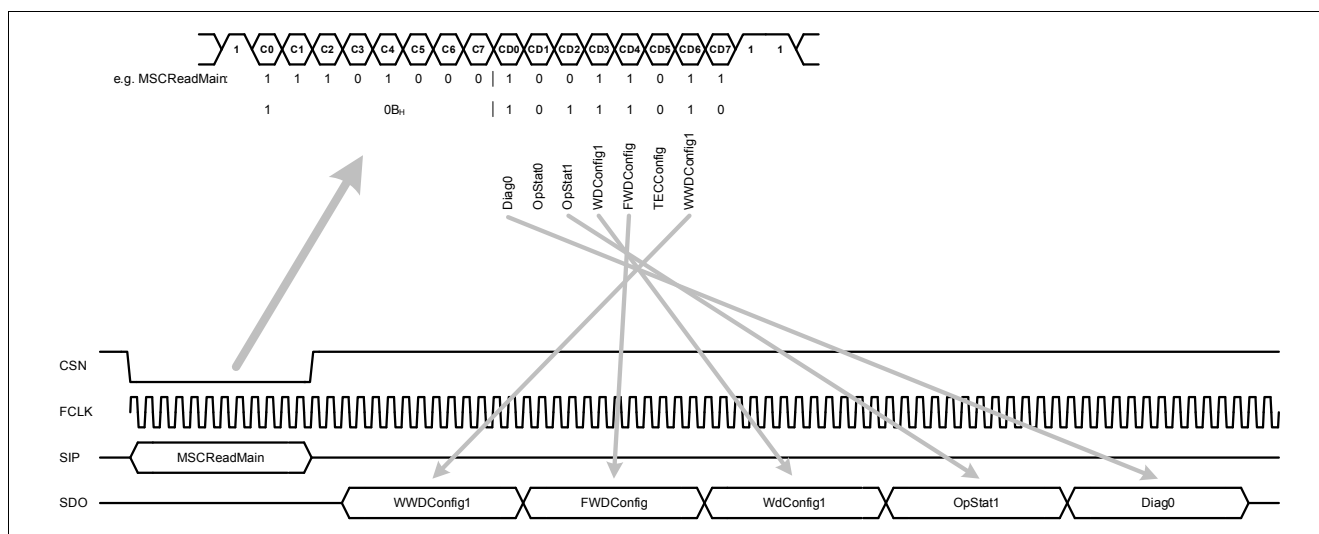 1 C0 C1 C2 C3 C4 C5 C6 C7 CD0 CD1 CD2 CD3 CD4 CD5 CD6 CD7 1 1
e.g. MSCReadMain: 1 1 1 0 1 0 0 0 | 1 0 0 1 1 0 1 1
1 0BH | 1 0 1 1 1 0 1 0
Diag0
OpStat0
OpStat1
WDConfig1
FWDConfig
TECConfig
WWDConfig1
CSN
FCLK
SIP MSCReadMain
SDO WWDConfig1 FWDConfig WdConfig1 OpStat1 Diag0